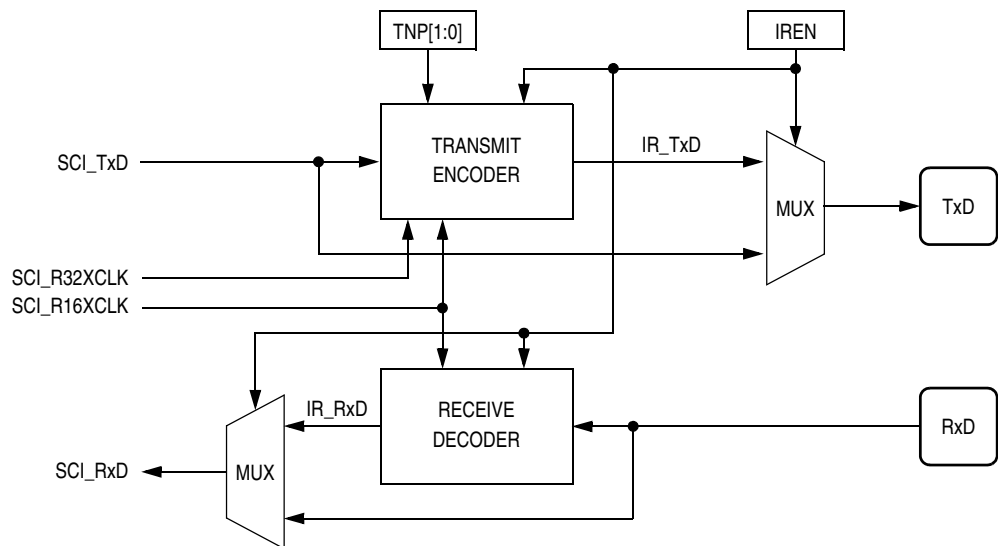 TNP[1:0]
IREN
TRANSMIT
ENCODER
IR_TxD
SCI_TxD
MUX
TxD
SCI_R32XCLK
SCI_R16XCLK
IR_RxD
RECEIVE
DECODER
RxD
SCI_RxD
MUX